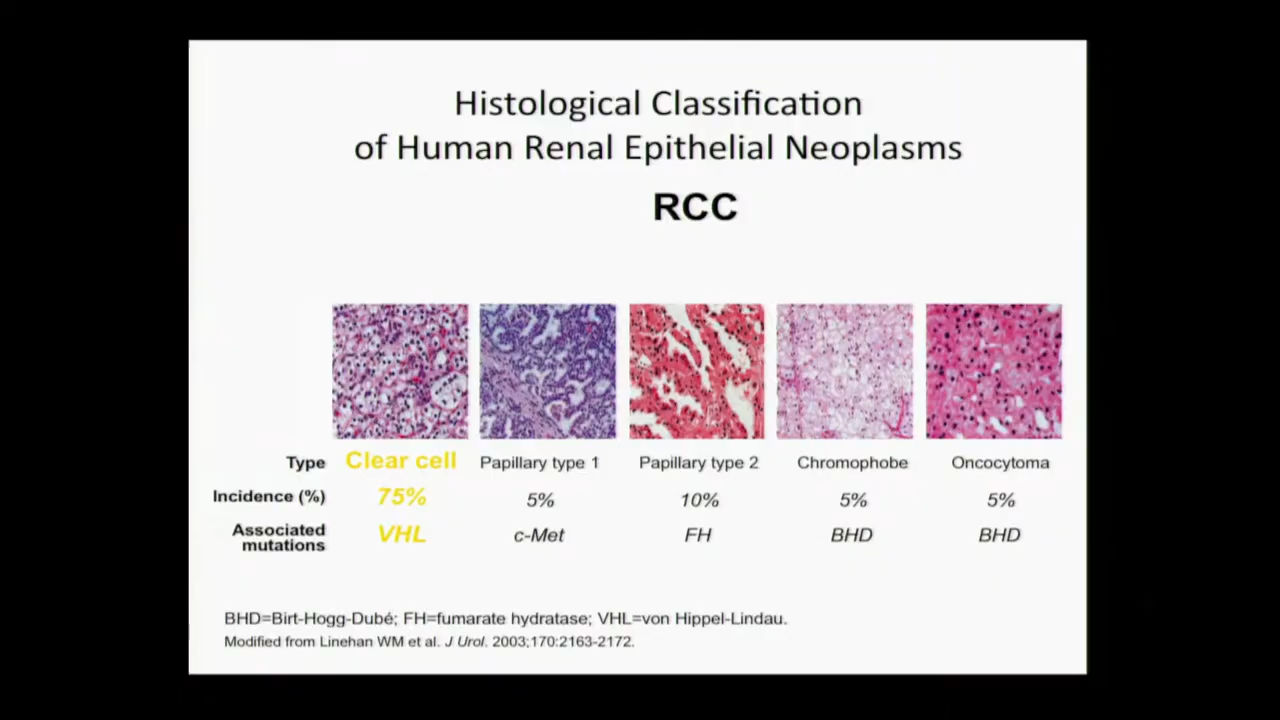 Histological Classification
of Human Renal Epithelial Neoplasms
RCC
Type Clear cell Papillary type 1 Papillary type 2 Chromophobe Oncocytoma
Incidence (%) 75% 5% 10% 5% 5%
Associated
mutations VHL c-Met FH BHD BHD
BHD=Birt-Hogg-Dubé; FH=fumarate hydratase; VHL=von Hippel-Lindau.
Modified from Linehan WM et al. J Urol. 2003;170:2163-2172.